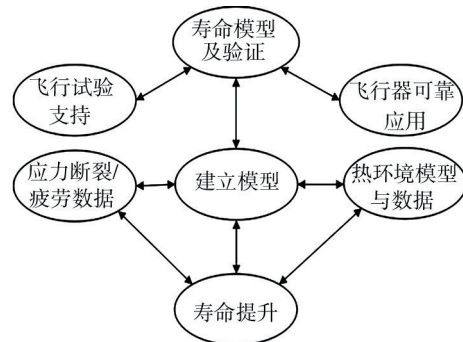 寿命模型
及验证
飞行试验
支持
飞行器可靠
应用
应力断裂/
疲劳数据
建立模型
热环境模型
与数据
寿命提升